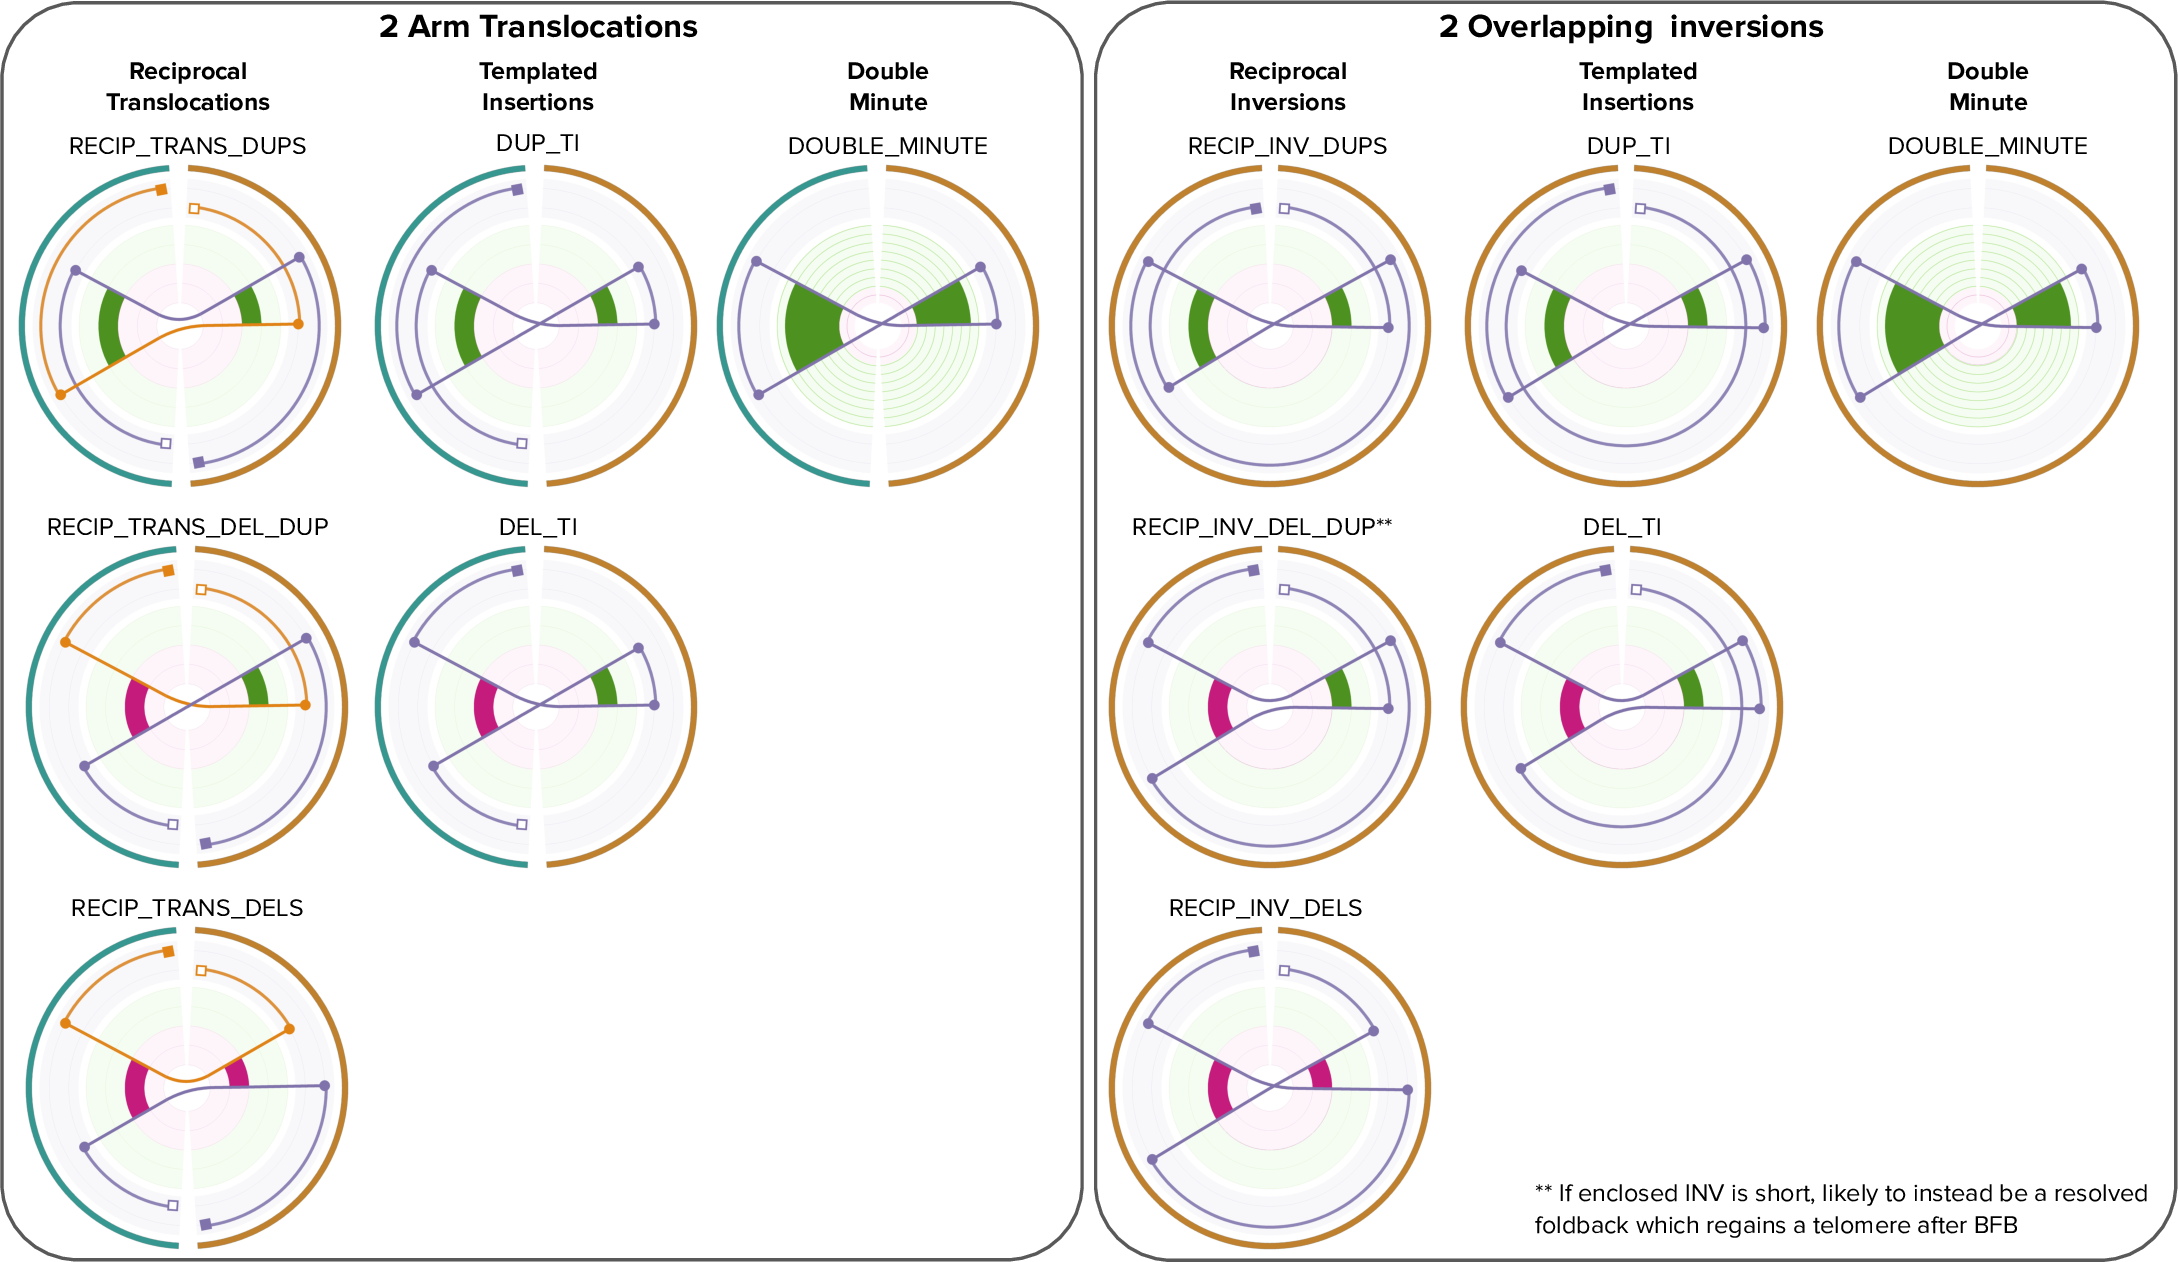 2 Arm Translocations
Reciprocal
Translocations
Templated
Insertions
Double
Minute
RECIP_TRANS_DUPS
DUP_TI
DOUBLE_MINUTE
RECIP_TRANS_DEL_DUP
DEL_TI
RECIP_TRANS_DELS
2 Overlapping inversions
Reciprocal
Inversions
Templated
Insertions
Double
Minute
RECIP_INV_DUPS
DUP_TI
DOUBLE_MINUTE
RECIP_INV_DEL_DUP**
DEL_TI
RECIP_INV_DELS
** If enclosed INV is short, likely to instead be a resolved
foldback which regains a telomere after BFB